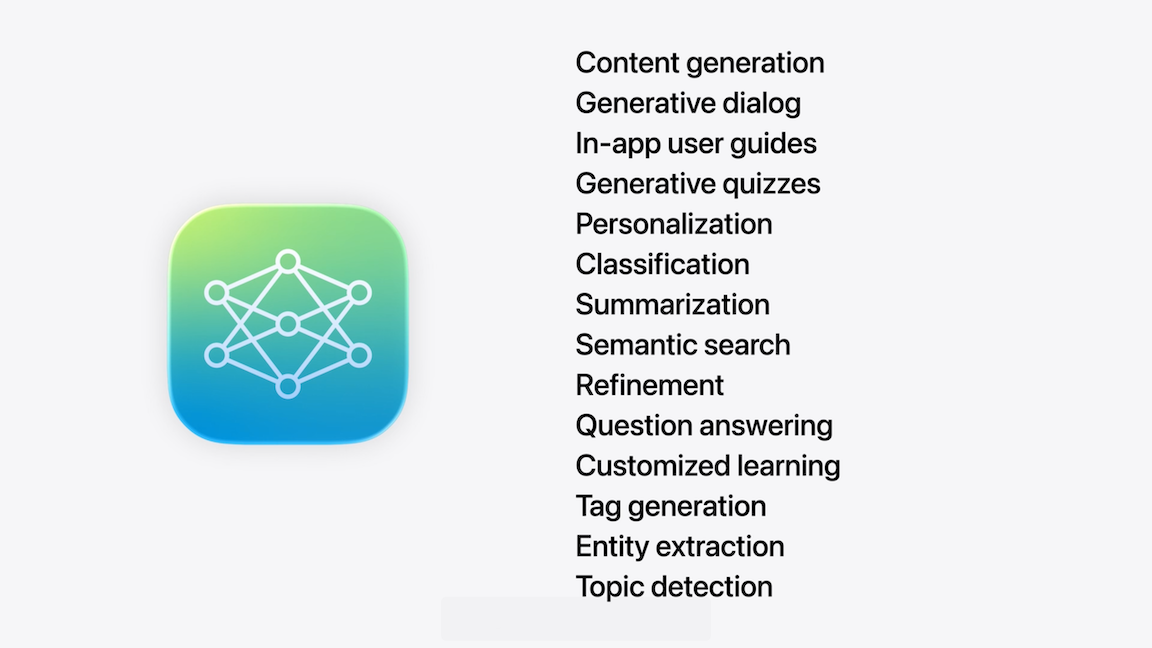 Content generation
Generative dialog
In-app user guides
Generative quizzes
Personalization
Classification
Summarization
Semantic search
Refinement
Question answering
Customized learning
Tag generation
Entity extraction
Topic detection